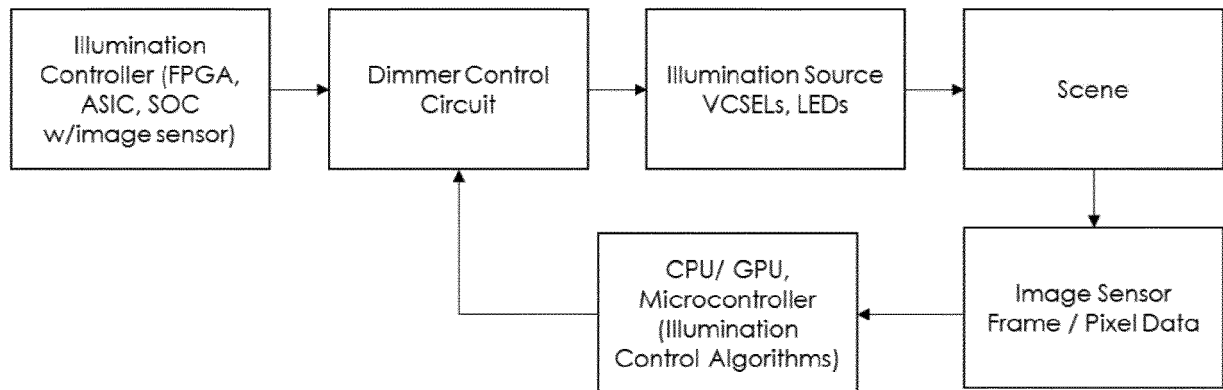 Illumination
Controller (FPGA,
ASIC, SOC
w/image sensor)
Dimmer Control
Circuit
Illumination Source
VCSELs, LEDs
Scene
CPU/ GPU,
Microcontroller
(Illumination
Control Algorithms)
Image Sensor
Frame / Pixel Data